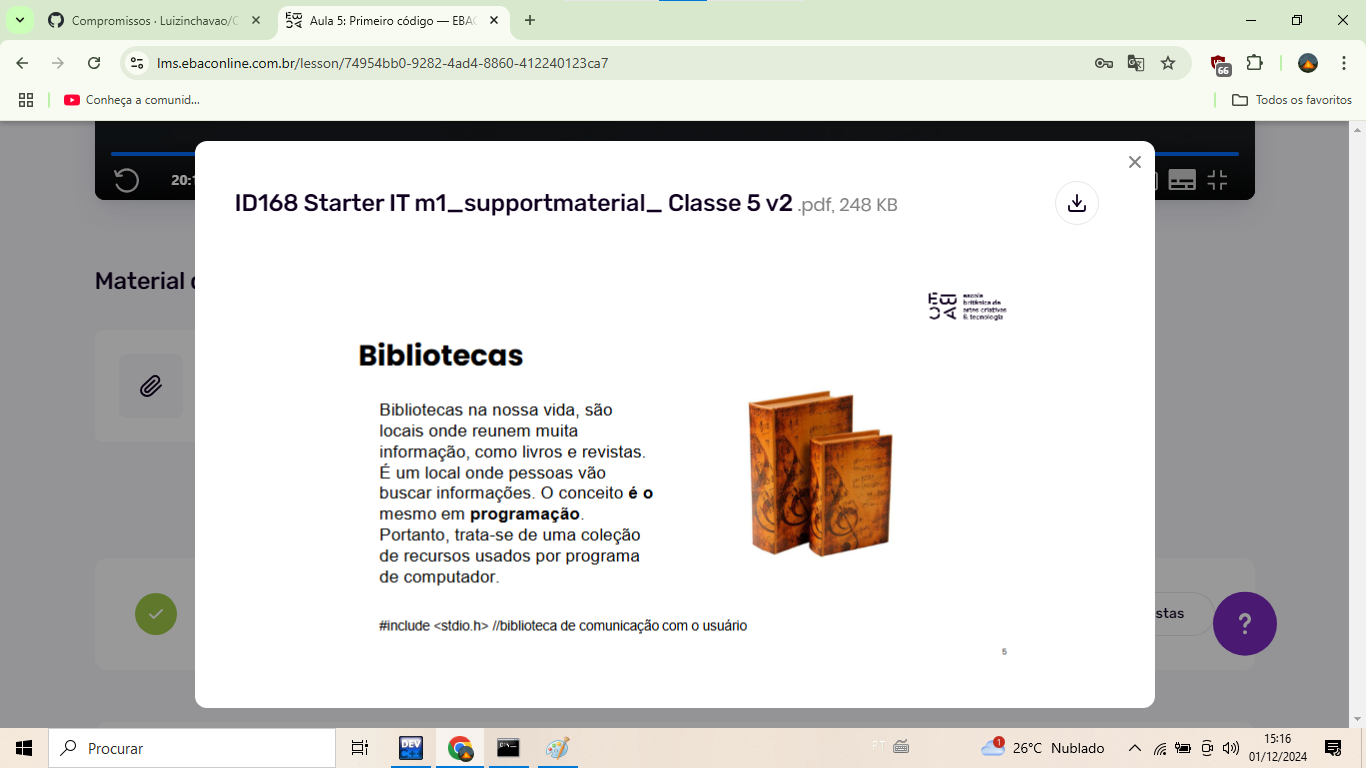 Compromissos · Luizinchavao/C
Aula 5: Primeiro código — EBAC
lms.ebaconline.com.br/lesson/74954bb0-9282-4ad4-8860-412240123ca7
66
Conheça a comunid...
Todos os favoritos
20:1
ID168 Starter IT m1_supportmaterial_ Classe 5 v2 .pdf, 248 KB
Material
EBAC
escola
britânica de
artes criativas
& tecnologia
Bibliotecas
Bibliotecas na nossa vida, são
locais onde reunem muita
informação, como livros e revistas.
É um local onde pessoas vão
buscar informações. O conceito é o
mesmo em programação.
Portanto, trata-se de uma coleção
de recursos usados por programa
de computador.
#include <stdio.h> //biblioteca de comunicação com o usuário
5
stas
?
Procurar
DEV
1
26°C Nublado
PT
15:16
01/12/2024